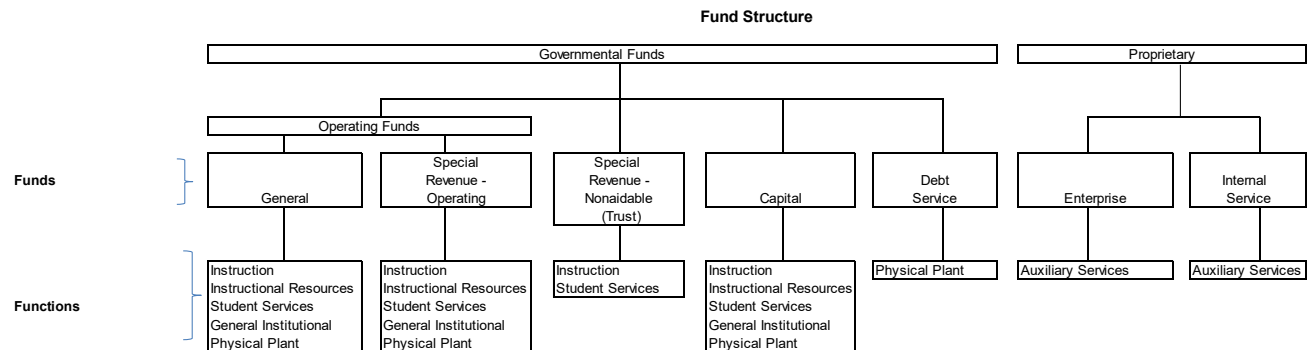 Fund Structure
Governmental Funds
Proprietary
Operating Funds
Funds
General
Special
Revenue -
Operating
Special
Revenue -
Nonaidable
(Trust)
Capital
Debt
Service
Enterprise
Internal
Service
Functions
Instruction
Instructional Resources
Student Services
General Institutional
Physical Plant
Instruction
Instructional Resources
Student Services
General Institutional
Physical Plant
Instruction
Student Services
Instruction
Instructional Resources
Student Services
General Institutional
Physical Plant
Physical Plant
Auxiliary Services
Auxiliary Services